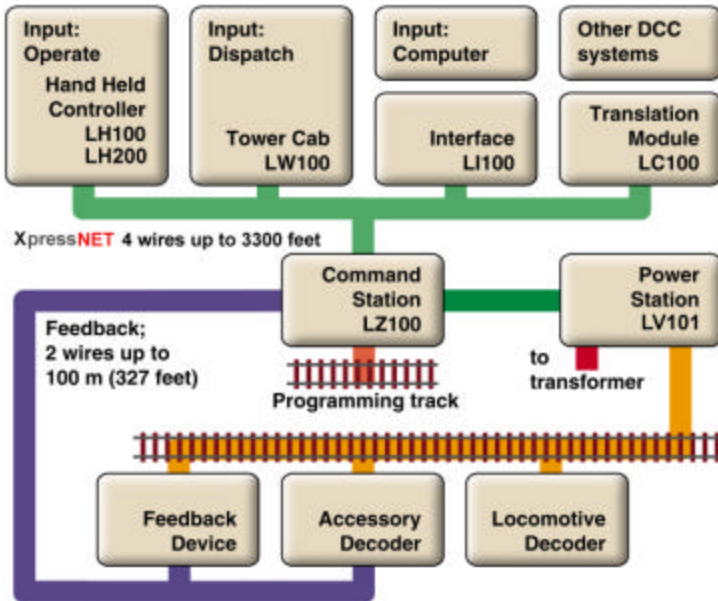 Input:
Operate
Hand Held
Controller
LH100
LH200
Input:
Dispatch
Tower Cab
LW100
Input:
Computer
Interface
LI100
Other DCC
systems
Translation
Module
LC100
XpressNET 4 wires up to 3300 feet
Command
Station
LZ100
Power
Station
LV101
Feedback;
2 wires up to
100 m (327 feet)
to
transformer
Programming track
Feedback
Device
Accessory
Decoder
Locomotive
Decoder